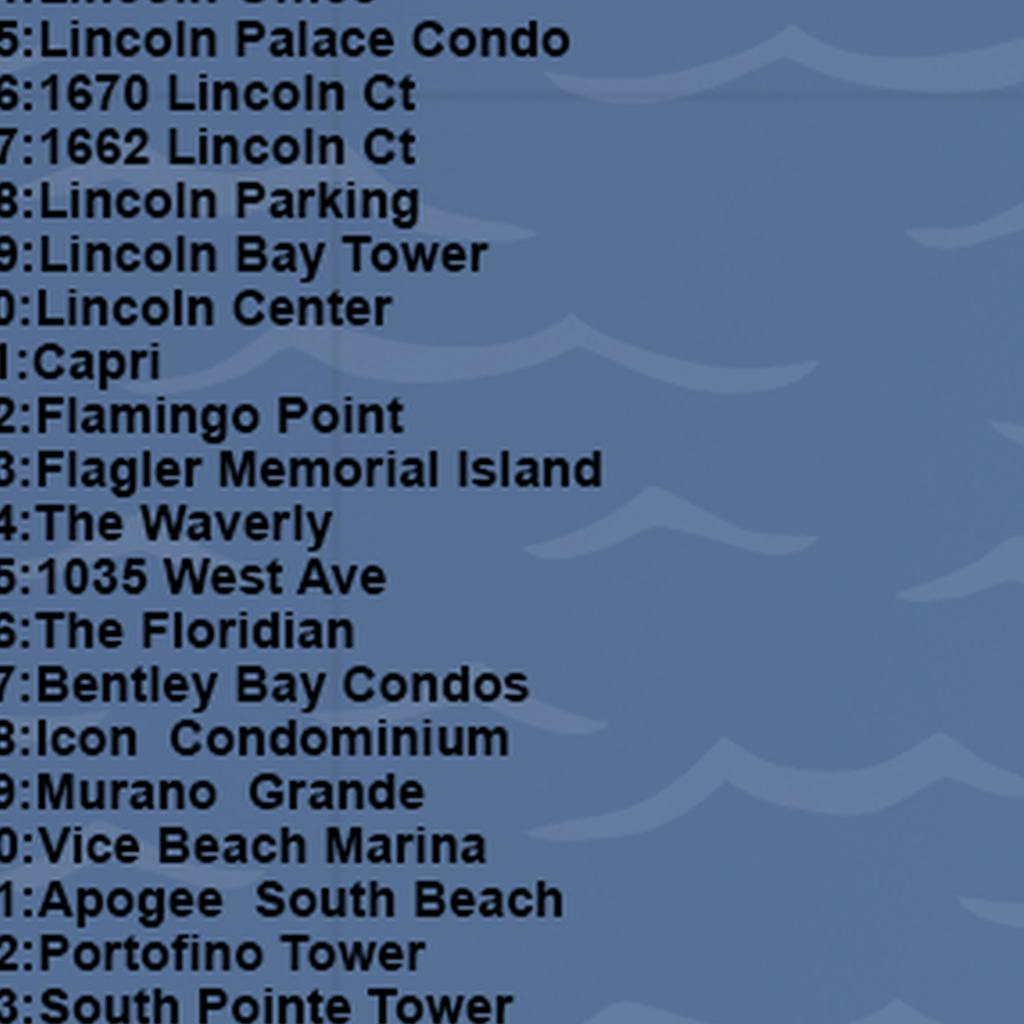 5:Lincoln Palace Condo
6:1670 Lincoln Ct
7:1662 Lincoln Ct
8:Lincoln Parking
9:Lincoln Bay Tower
0:Lincoln Center
1:Capri
2:Flamingo Point
3:Flagler Memorial Island
4:The Waverly
5:1035 West Ave
6:The Floridian
7:Bentley Bay Condos
8:Icon  Condominium
9:Murano  Grande
0:Vice Beach Marina
1:Apogee  South Beach
2:Portofino Tower
3:South Pointe Tower